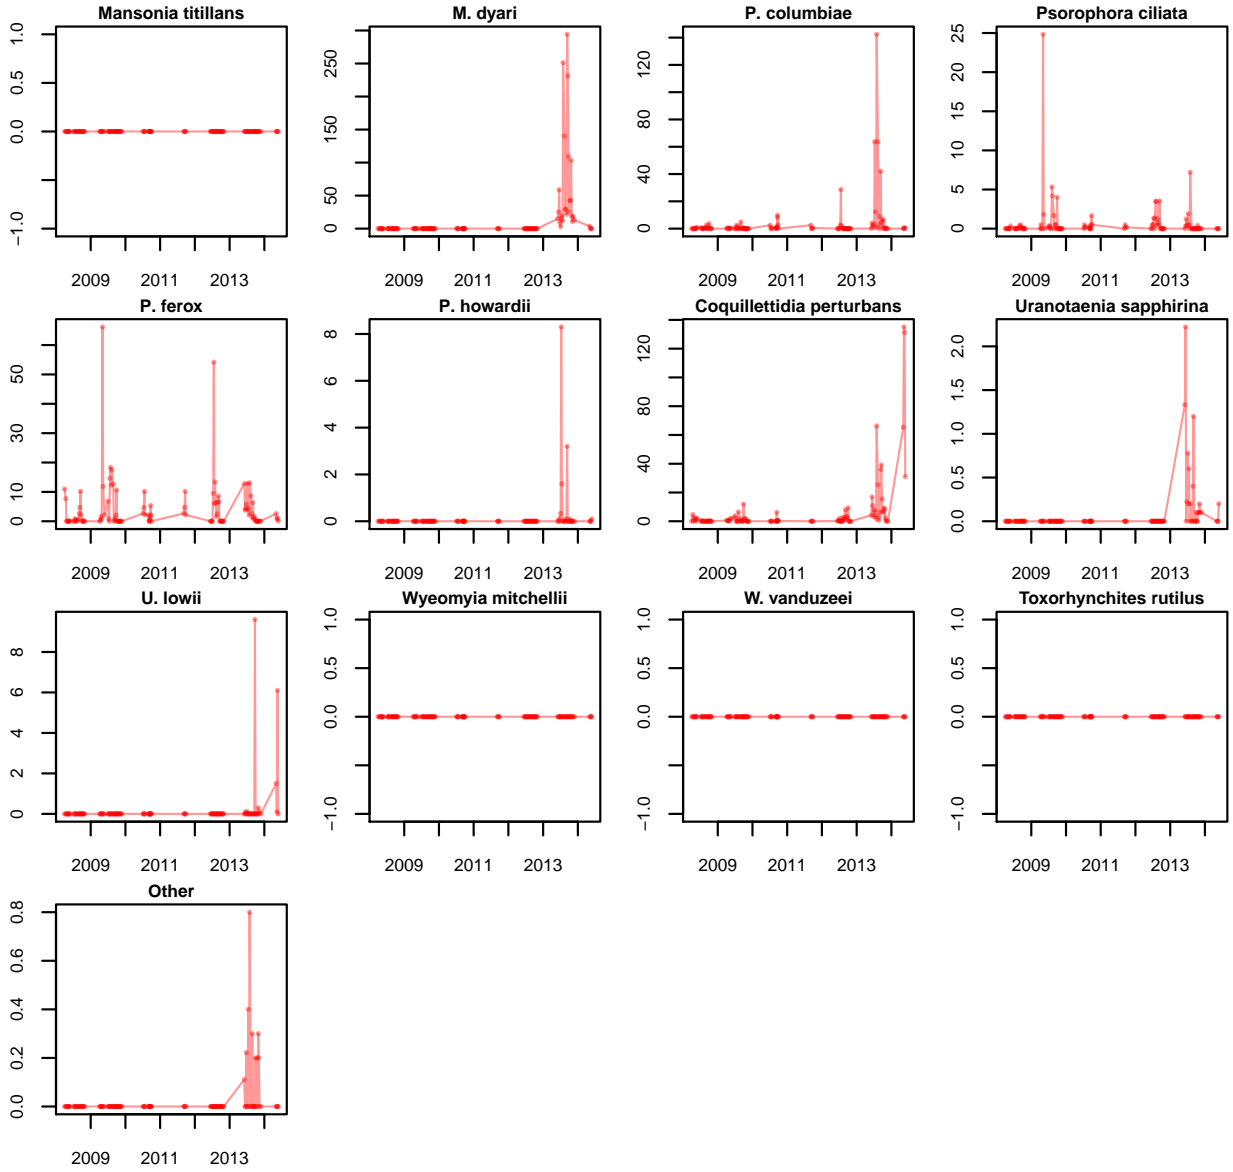 Mansonia titillans
1.0
0.5
0.0
−1.0
2009 2011 2013
M. dyari
250
150
50
0
2009 2011 2013
P. columbiae
120
80
40
0
2009 2011 2013
Psorophora ciliata
25
20
15
10
5
0
2009 2011 2013
P. ferox
50
30
10
0
2009 2011 2013
P. howardii
8
6
4
2
0
2009 2011 2013
Coquillettidia perturbans
120
80
60
40
20
0
2009 2011 2013
Uranotaenia sapphirina
2.0
1.5
1.0
0.5
0.0
2009 2011 2013
U. lowii
8
6
4
2
0
2009 2011 2013
Wyeomyia mitchellii
1.0
0.5
0.0
−1.0
2009 2011 2013
W. vanduzeei
1.0
0.5
0.0
−1.0
2009 2011 2013
Toxorhynchites rutilus
1.0
0.5
0.0
−1.0
2009 2011 2013
Other
0.8
0.6
0.4
0.2
0.0
2009 2011 2013